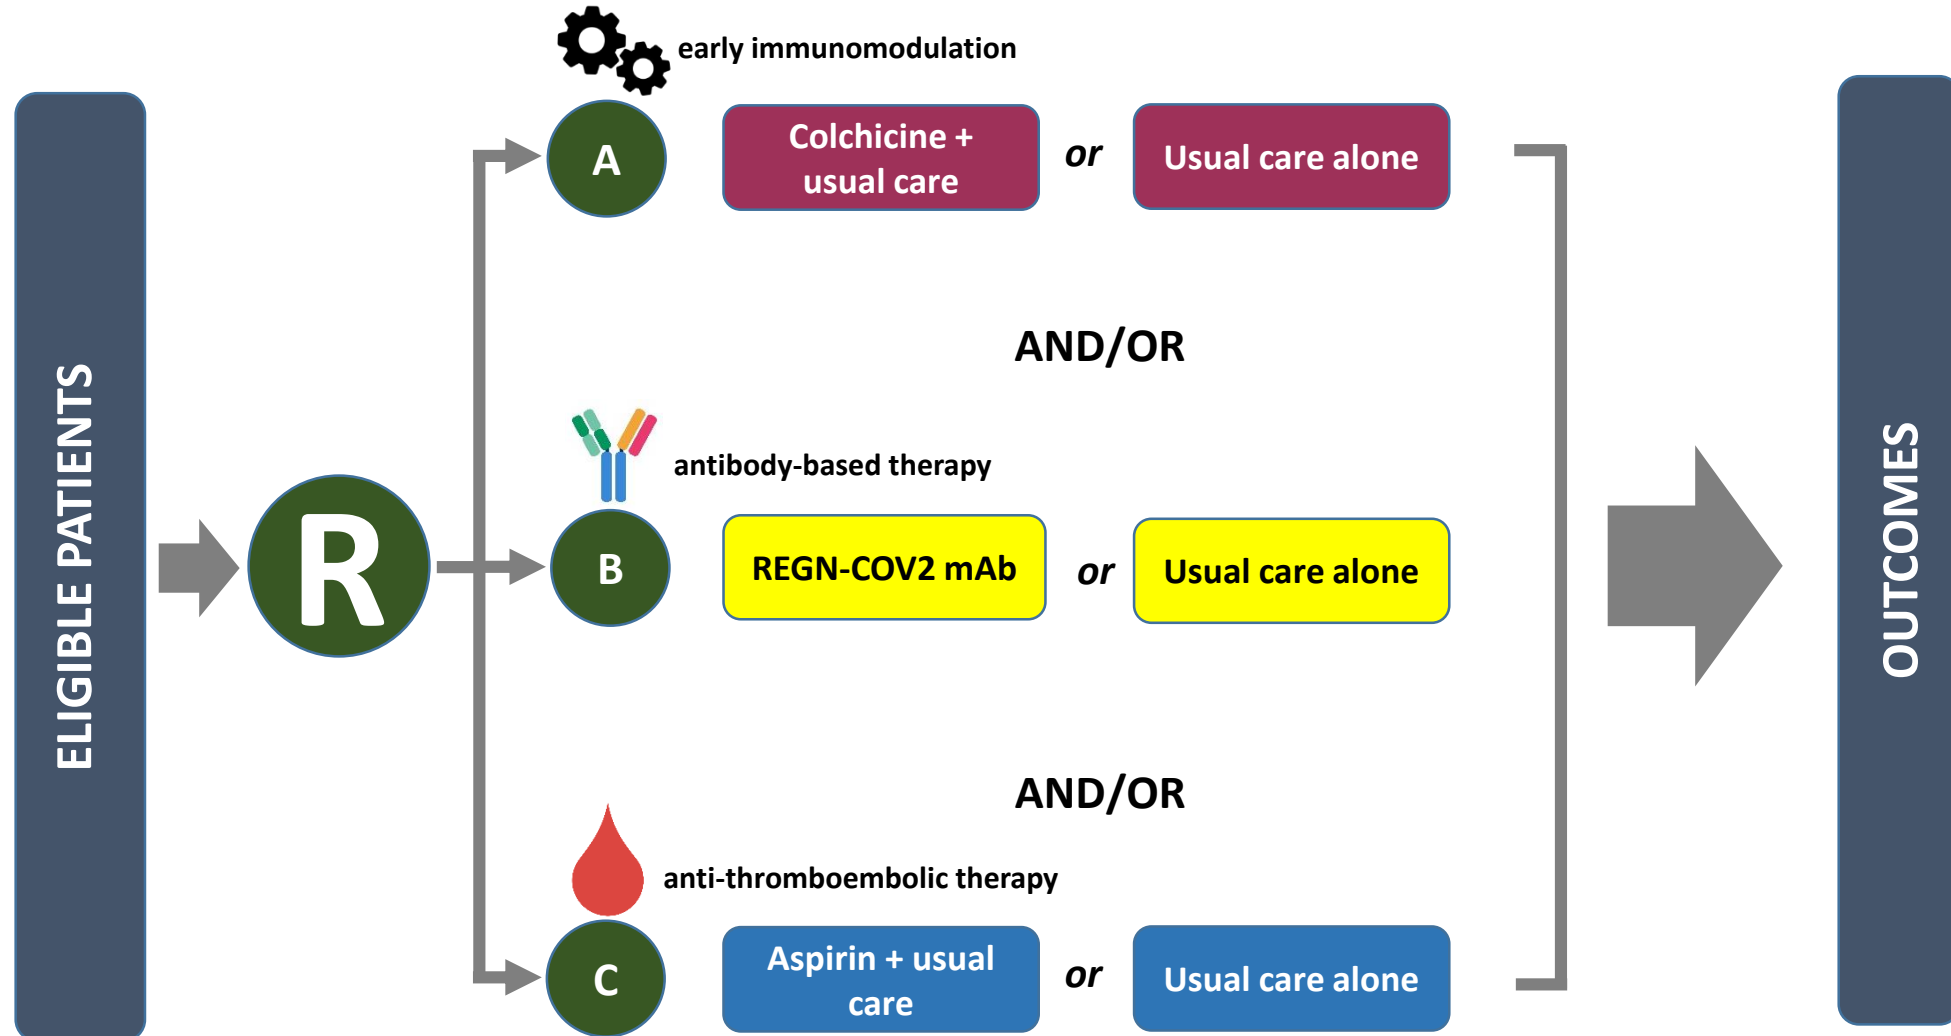 early immunomodulation
ELIGIBLE PATIENTS
R
A
Colchicine +
usual care
or
Usual care alone
AND/OR
antibody-based therapy
B
REGN-COV2 mAb
or
Usual care alone
AND/OR
anti-thromboembolic therapy
C
Aspirin + usual
care
or
Usual care alone
OUTCOMES